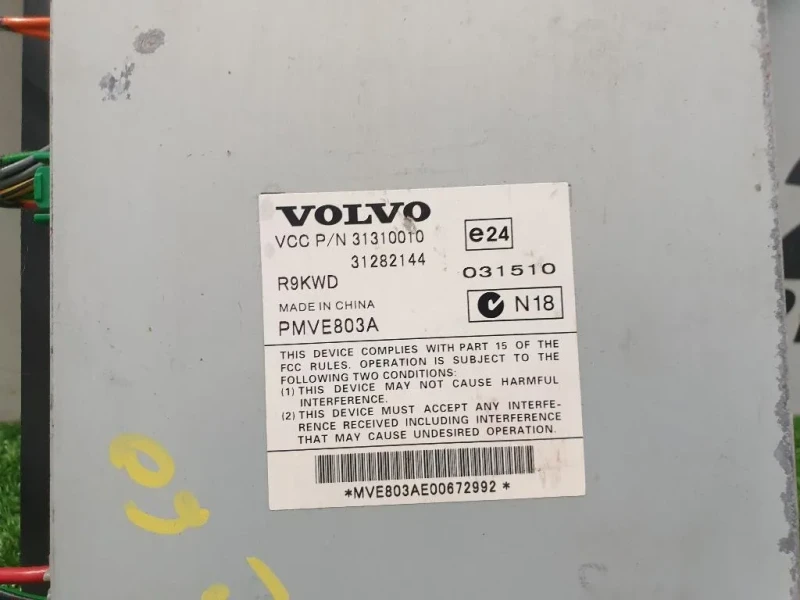 VOLVO
VCC P/N 31310010
31282144
e24
R9KWD
031510
MADE IN CHINA
N18
PMVE803A
THIS DEVICE COMPLIES WITH PART 15 OF THE
FCC RULES. OPERATION IS SUBJECT TO THE
FOLLOWING TWO CONDITIONS:
(1) THIS DEVICE MAY NOT CAUSE HARMFUL
INTERFERENCE.
(2) THIS DEVICE MUST ACCEPT ANY INTERFE-
RENCE RECEIVED INCLUDING INTERFERENCE
THAT MAY CAUSE UNDESIRED OPERATION.
*MVE803AE00672992*